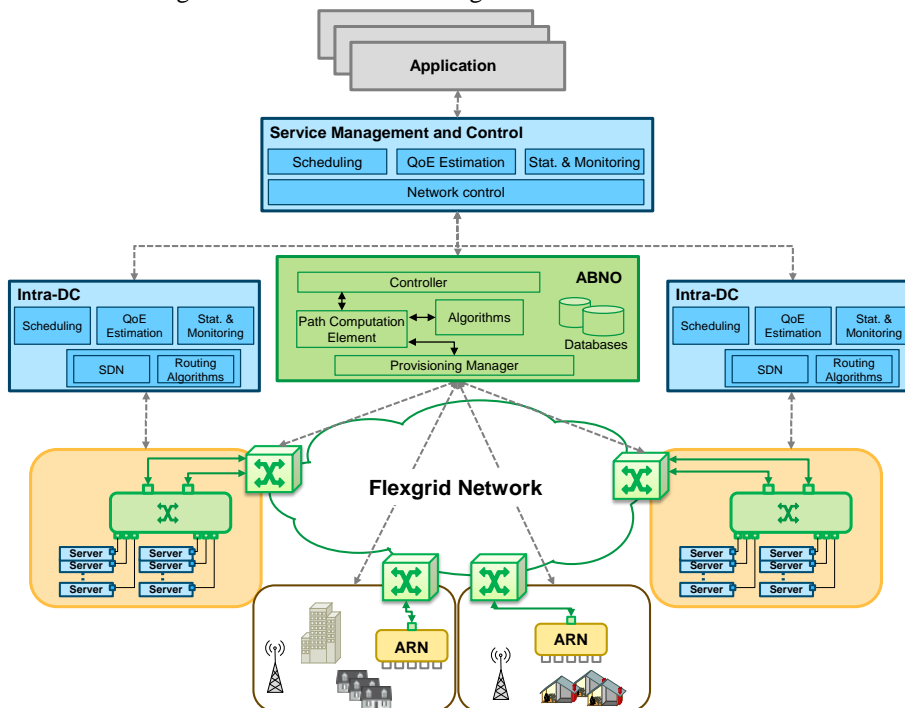 Application
Service Management and Control
Scheduling
QoE Estimation
Stat. & Monitoring
Network control
Intra-DC
Scheduling
QoE
Estimation
Stat. &
Monitoring
SDN
Routing
Algorithms
ABNO
Controller
Path Computation
Element
Algorithms
Databases
Provisioning Manager
Intra-DC
Scheduling
QoE
Estimation
Stat. &
Monitoring
SDN
Routing
Algorithms
Flexgrid Network
Server
Server
Server
Server
Server
Server
Server
Server
Server
Server
Server
Server
ARN
ARN